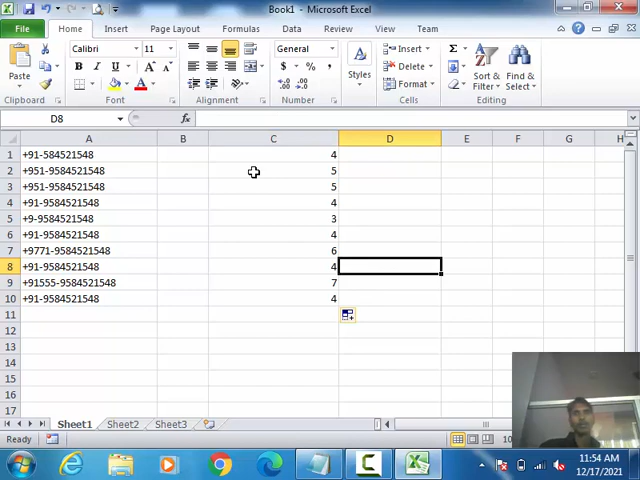 Book1 - Microsoft Excel
File Home Insert Page Layout Formulas Data Review View Team
Calibri 11 General
Paste B I U A $ % , Styles Insert Delete Format Σ Sort & Filter Find & Select
Clipboard Font Alignment Number Cells Editing
D8 fx
A B C D E F G H
1 +91-584521548 4
2 +951-9584521548 5
3 +951-9584521548 5
4 +91-9584521548 4
5 +9-9584521548 3
6 +91-9584521548 4
7 +9771-9584521548 6
8 +91-9584521548 4
9 +91555-9584521548 7
10 +91-9584521548 4
11
12
13
14
15
16
17
Sheet1 Sheet2 Sheet3
Ready
11:54 AM
12/17/2021